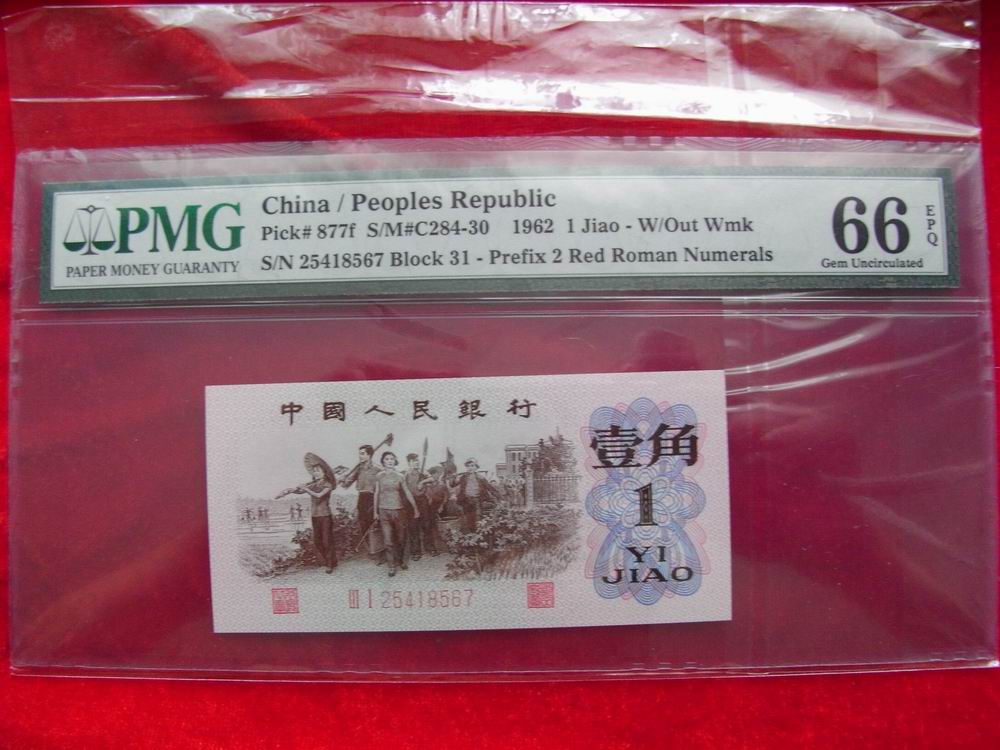 PMG
PAPER MONEY GUARANTY
China / Peoples Republic
Pick# 877f S/M#C284-30 1962 1 Jiao - W/Out Wmk
S/N 25418567 Block 31 - Prefix 2 Red Roman Numerals
66
EPQ
Gem Uncirculated
中國人民銀行
壹角
1
YI
JIAO
III I 25418567